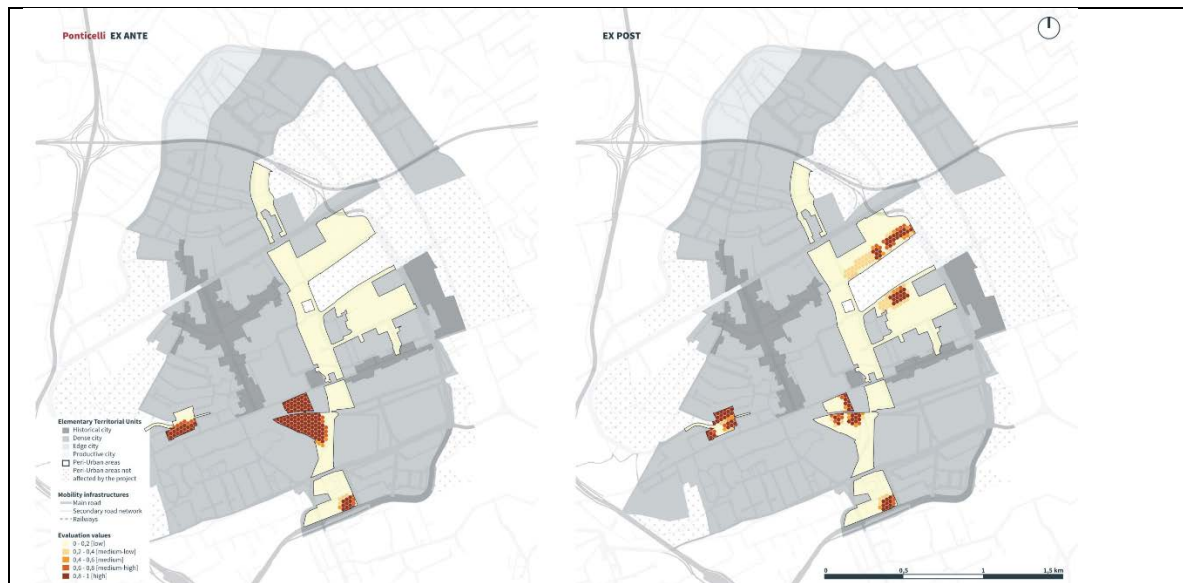 Ponticelli EX ANTE
EX POST
Elementary Territorial Units
Historical city
Dense city
Edge city
Productive city
Peri-Urban areas
Peri-Urban areas not
affected by the project
Mobility infrastructures
Main road
Secondary road network
Railways
Evaluation values
0 - 0,2 [low]
0,2 - 0,4 [medium-low]
0,4 - 0,6 [medium]
0,6 - 0,8 [medium-high]
0,8 - 1 [high]
0 0,5 1 1,5 km